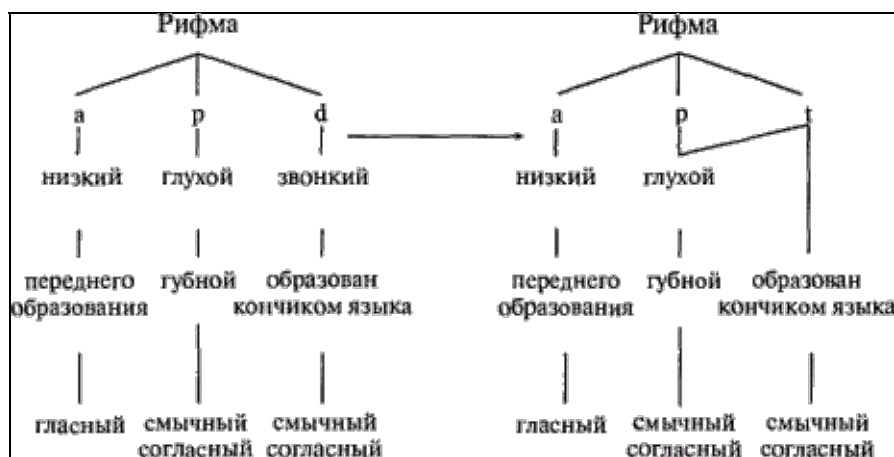 Рифма Рифма
a p d a p t
низкий глухой звонкий низкий глухой
переднего губной образован переднего губной образован
образования кончиком языка образования кончиком языка
гласный смычный смычный гласный смычный смычный
согласный согласный согласный согласный